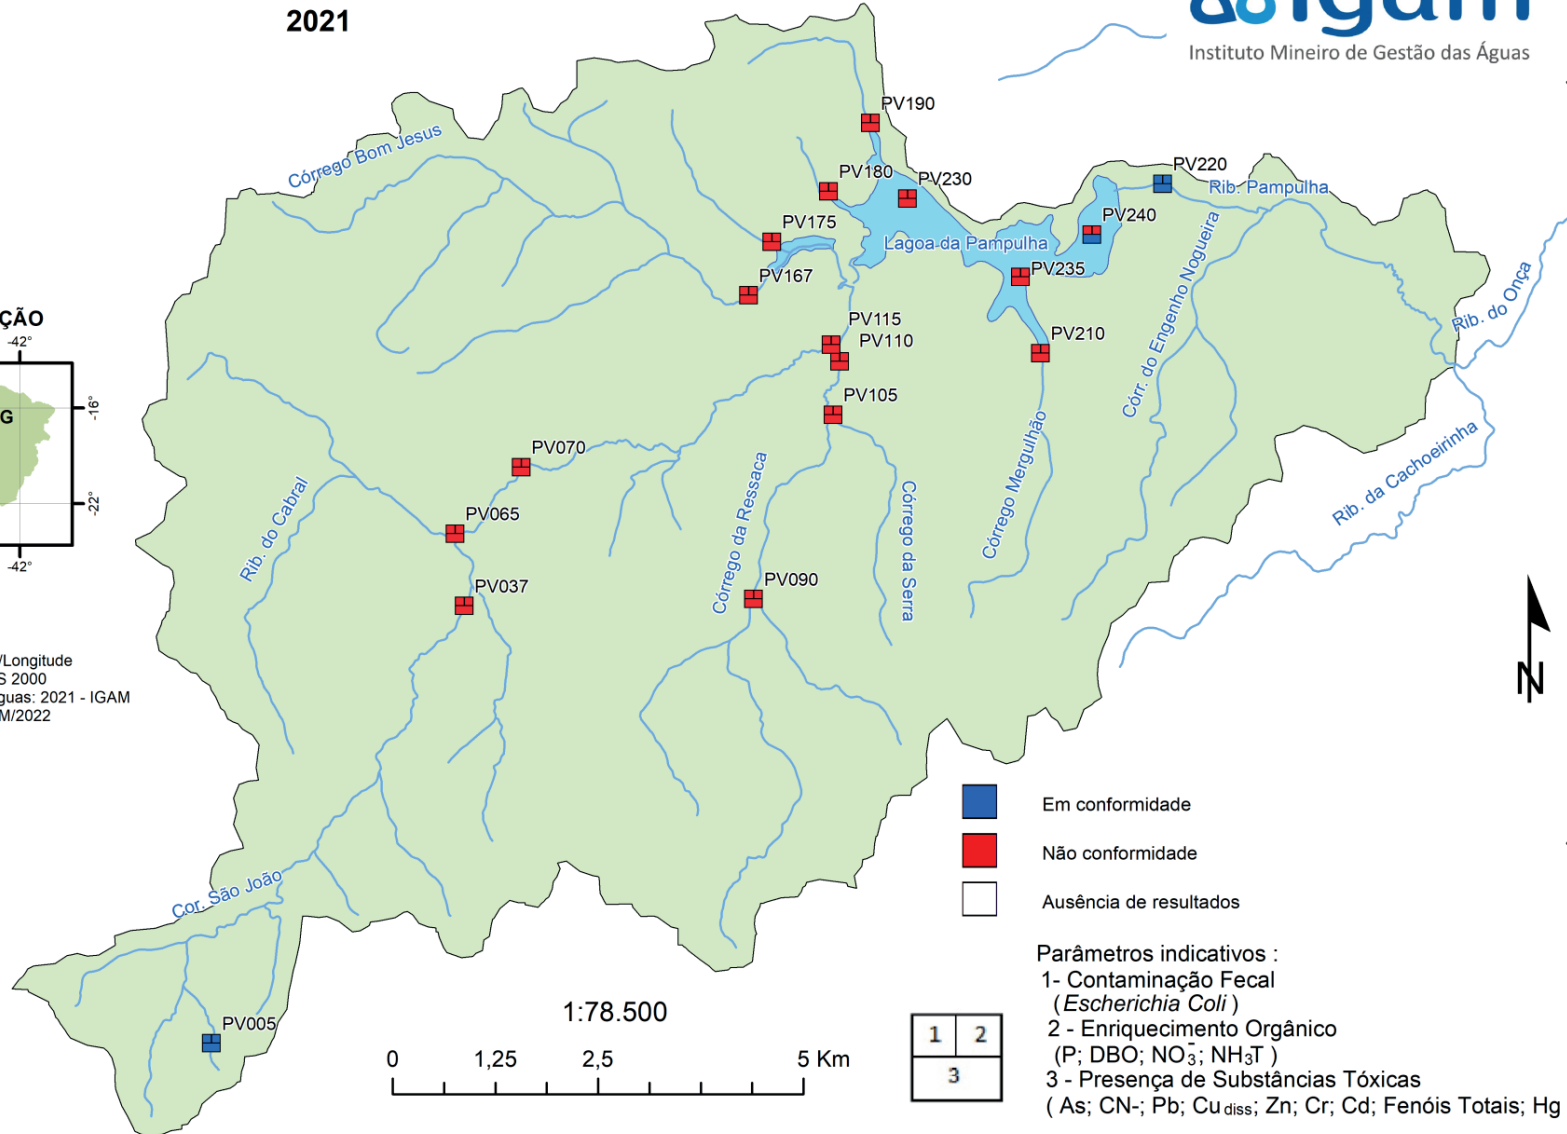 2021
igam
Instituto Mineiro de Gestão das Águas
PV190
Córrego Bom Jesus
PV180
PV230
PV220
Rib. Pampulha
PV240
PV175
Lagoa da Pampulha
PV235
PV167
Rib. do Onça
ÇÃO
-42°
PV115
PV110
PV210
Córr. do Engenho Nogueira
G
-16°
PV105
PV070
-22°
PV065
Rib. do Cabral
Córrego da Ressaca
Córrego da Serra
Córrego Mergulhão
Rib. da Cachoeirinha
-42°
PV037
PV090
/Longitude
S 2000
guas: 2021 - IGAM
M/2022
N
Em conformidade
Não conformidade
Ausência de resultados
Cor. São João
PV005
1:78.500
0 1,25 2,5 5 Km
1 2
3
Parâmetros indicativos :
1- Contaminação Fecal
(Escherichia Coli )
2 - Enriquecimento Orgânico
(P; DBO; NO₃⁻; NH₃T )
3 - Presença de Substâncias Tóxicas
( As; CN-; Pb; Cu diss; Zn; Cr; Cd; Fenóis Totais; Hg